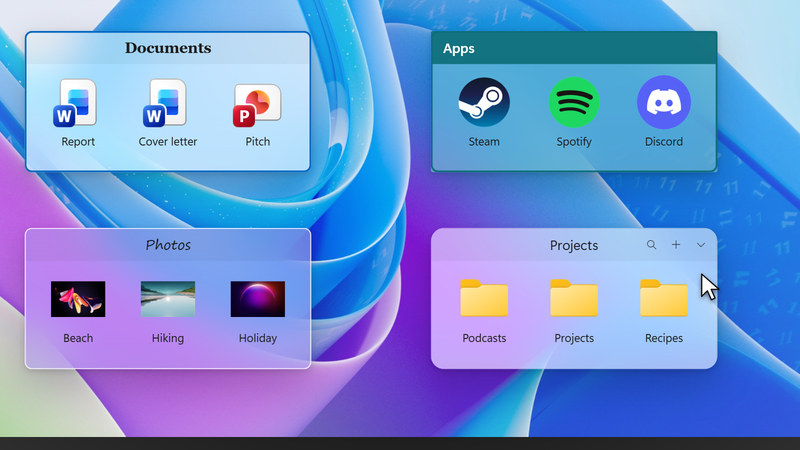 Documents
Report
Cover letter
Pitch
Apps
Steam
Spotify
Discord
Photos
Beach
Hiking
Holiday
Projects
Podcasts
Projects
Recipes